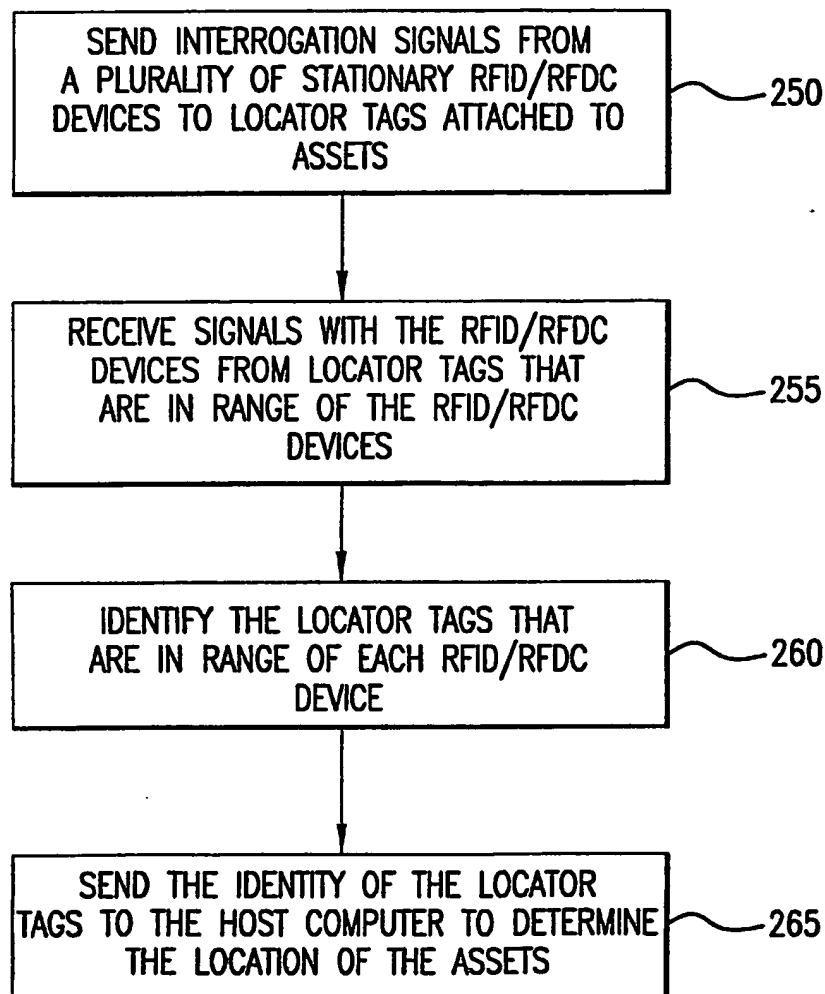 SEND INTERROGATION SIGNALS FROM
A PLURALITY OF STATIONARY RFID/RFDC
DEVICES TO LOCATOR TAGS ATTACHED TO
ASSETS
250
RECEIVE SIGNALS WITH THE RFID/RFDC
DEVICES FROM LOCATOR TAGS THAT
ARE IN RANGE OF THE RFID/RFDC
DEVICES
255
IDENTIFY THE LOCATOR TAGS THAT
ARE IN RANGE OF EACH RFID/RFDC
DEVICE
260
SEND THE IDENTITY OF THE LOCATOR
TAGS TO THE HOST COMPUTER TO DETERMINE
THE LOCATION OF THE ASSETS
265